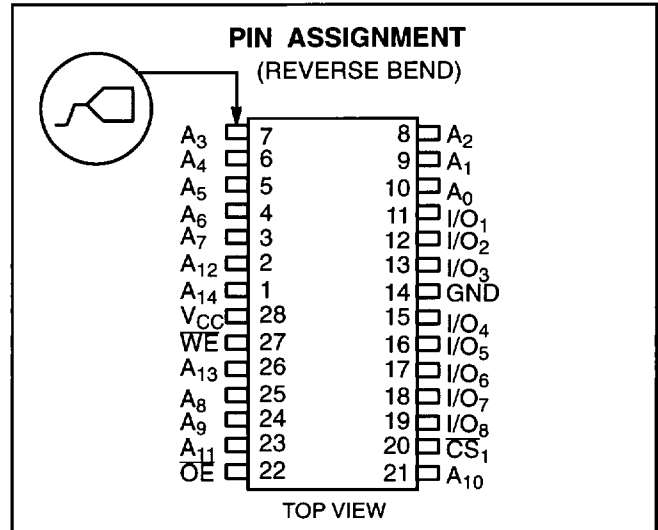 PIN ASSIGNMENT
(REVERSE BEND)
A3 7 8 A2
A4 6 9 A1
A5 5 10 A0
A6 4 11 I/O1
A7 3 12 I/O2
A12 2 13 I/O3
A14 1 14 GND
VCC 28 15 I/O4
W̅E̅ 27 16 I/O5
A13 26 17 I/O6
A8 25 18 I/O7
A9 24 19 I/O8
A11 23 20 C̅S̅1
O̅E̅ 22 21 A10
TOP VIEW